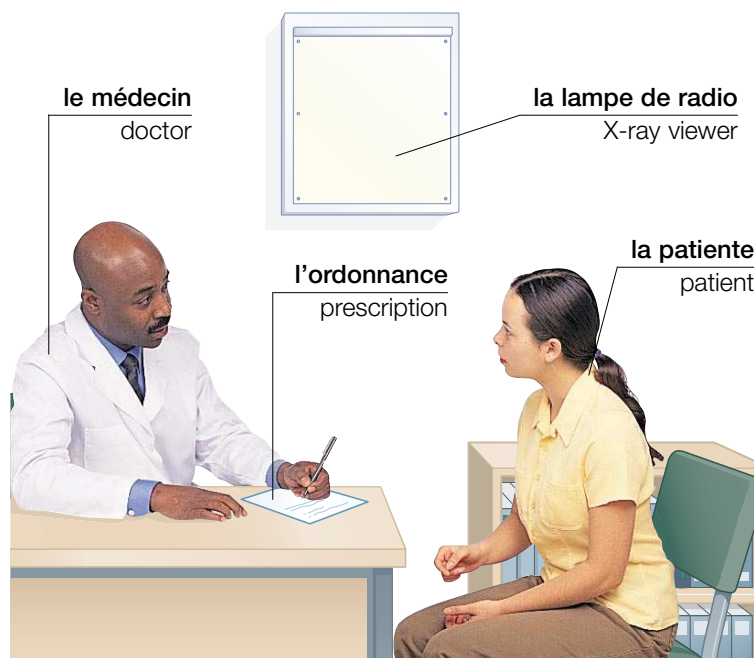 le médecin
doctor
la lampe de radio
X-ray viewer
l'ordonnance
prescription
la patiente
patient